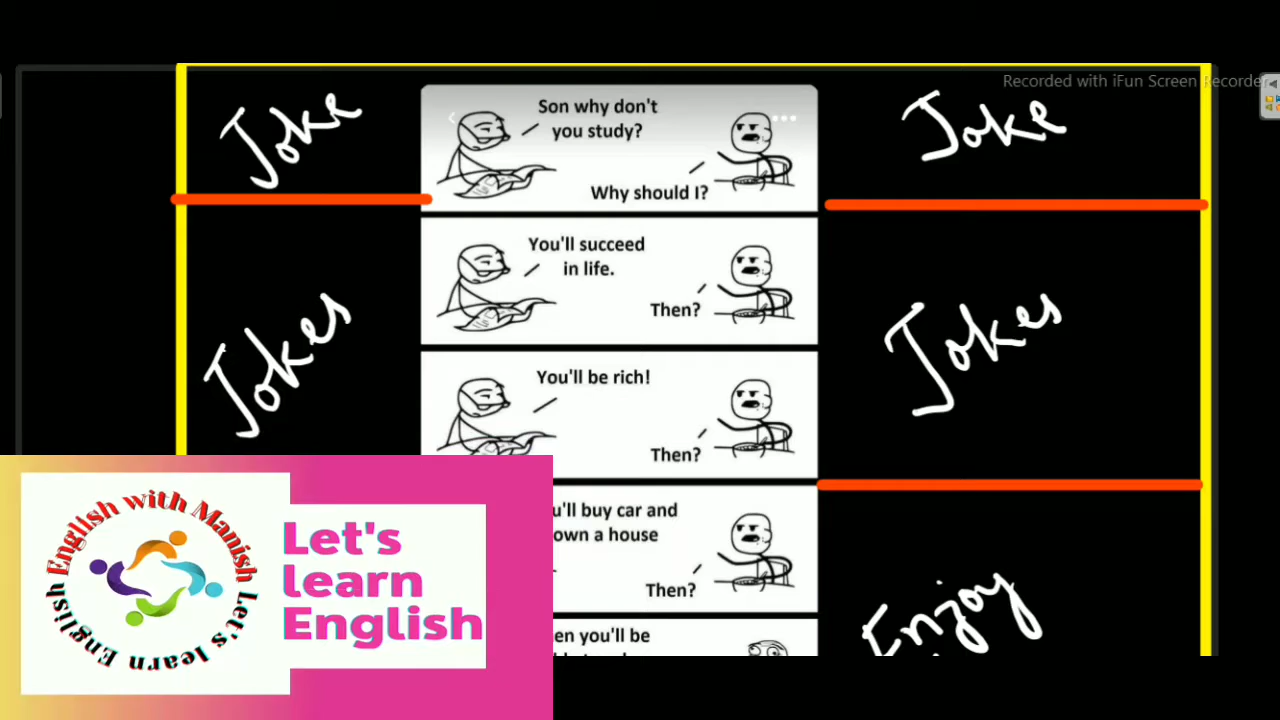 Recorded with iFun Screen Recorder
Joke
Son why don't
you study?
Why should I?
Joke
You'll succeed
in life.
Then?
Jokes
You'll be rich!
Then?
Jokes
u'll buy car and
own a house
Then?
en you'll be
Enjoy
English with Manish Let's learn English
Let's
learn
English